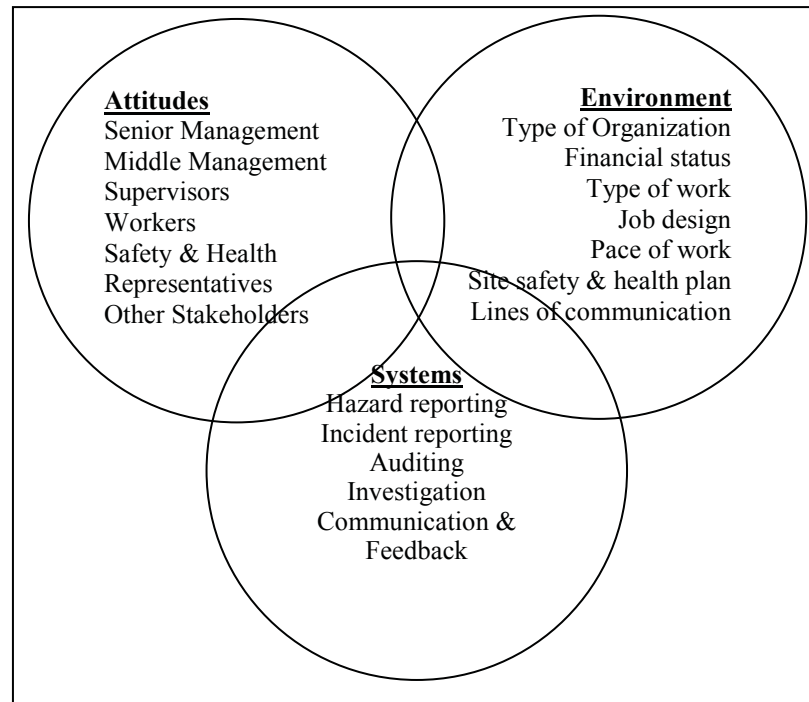 Attitudes
Senior Management
Middle Management
Supervisors
Workers
Safety & Health
Representatives
Other Stakeholders
Environment
Type of Organization
Financial status
Type of work
Job design
Pace of work
Site safety & health plan
Lines of communication
Systems
Hazard reporting
Incident reporting
Auditing
Investigation
Communication &
Feedback